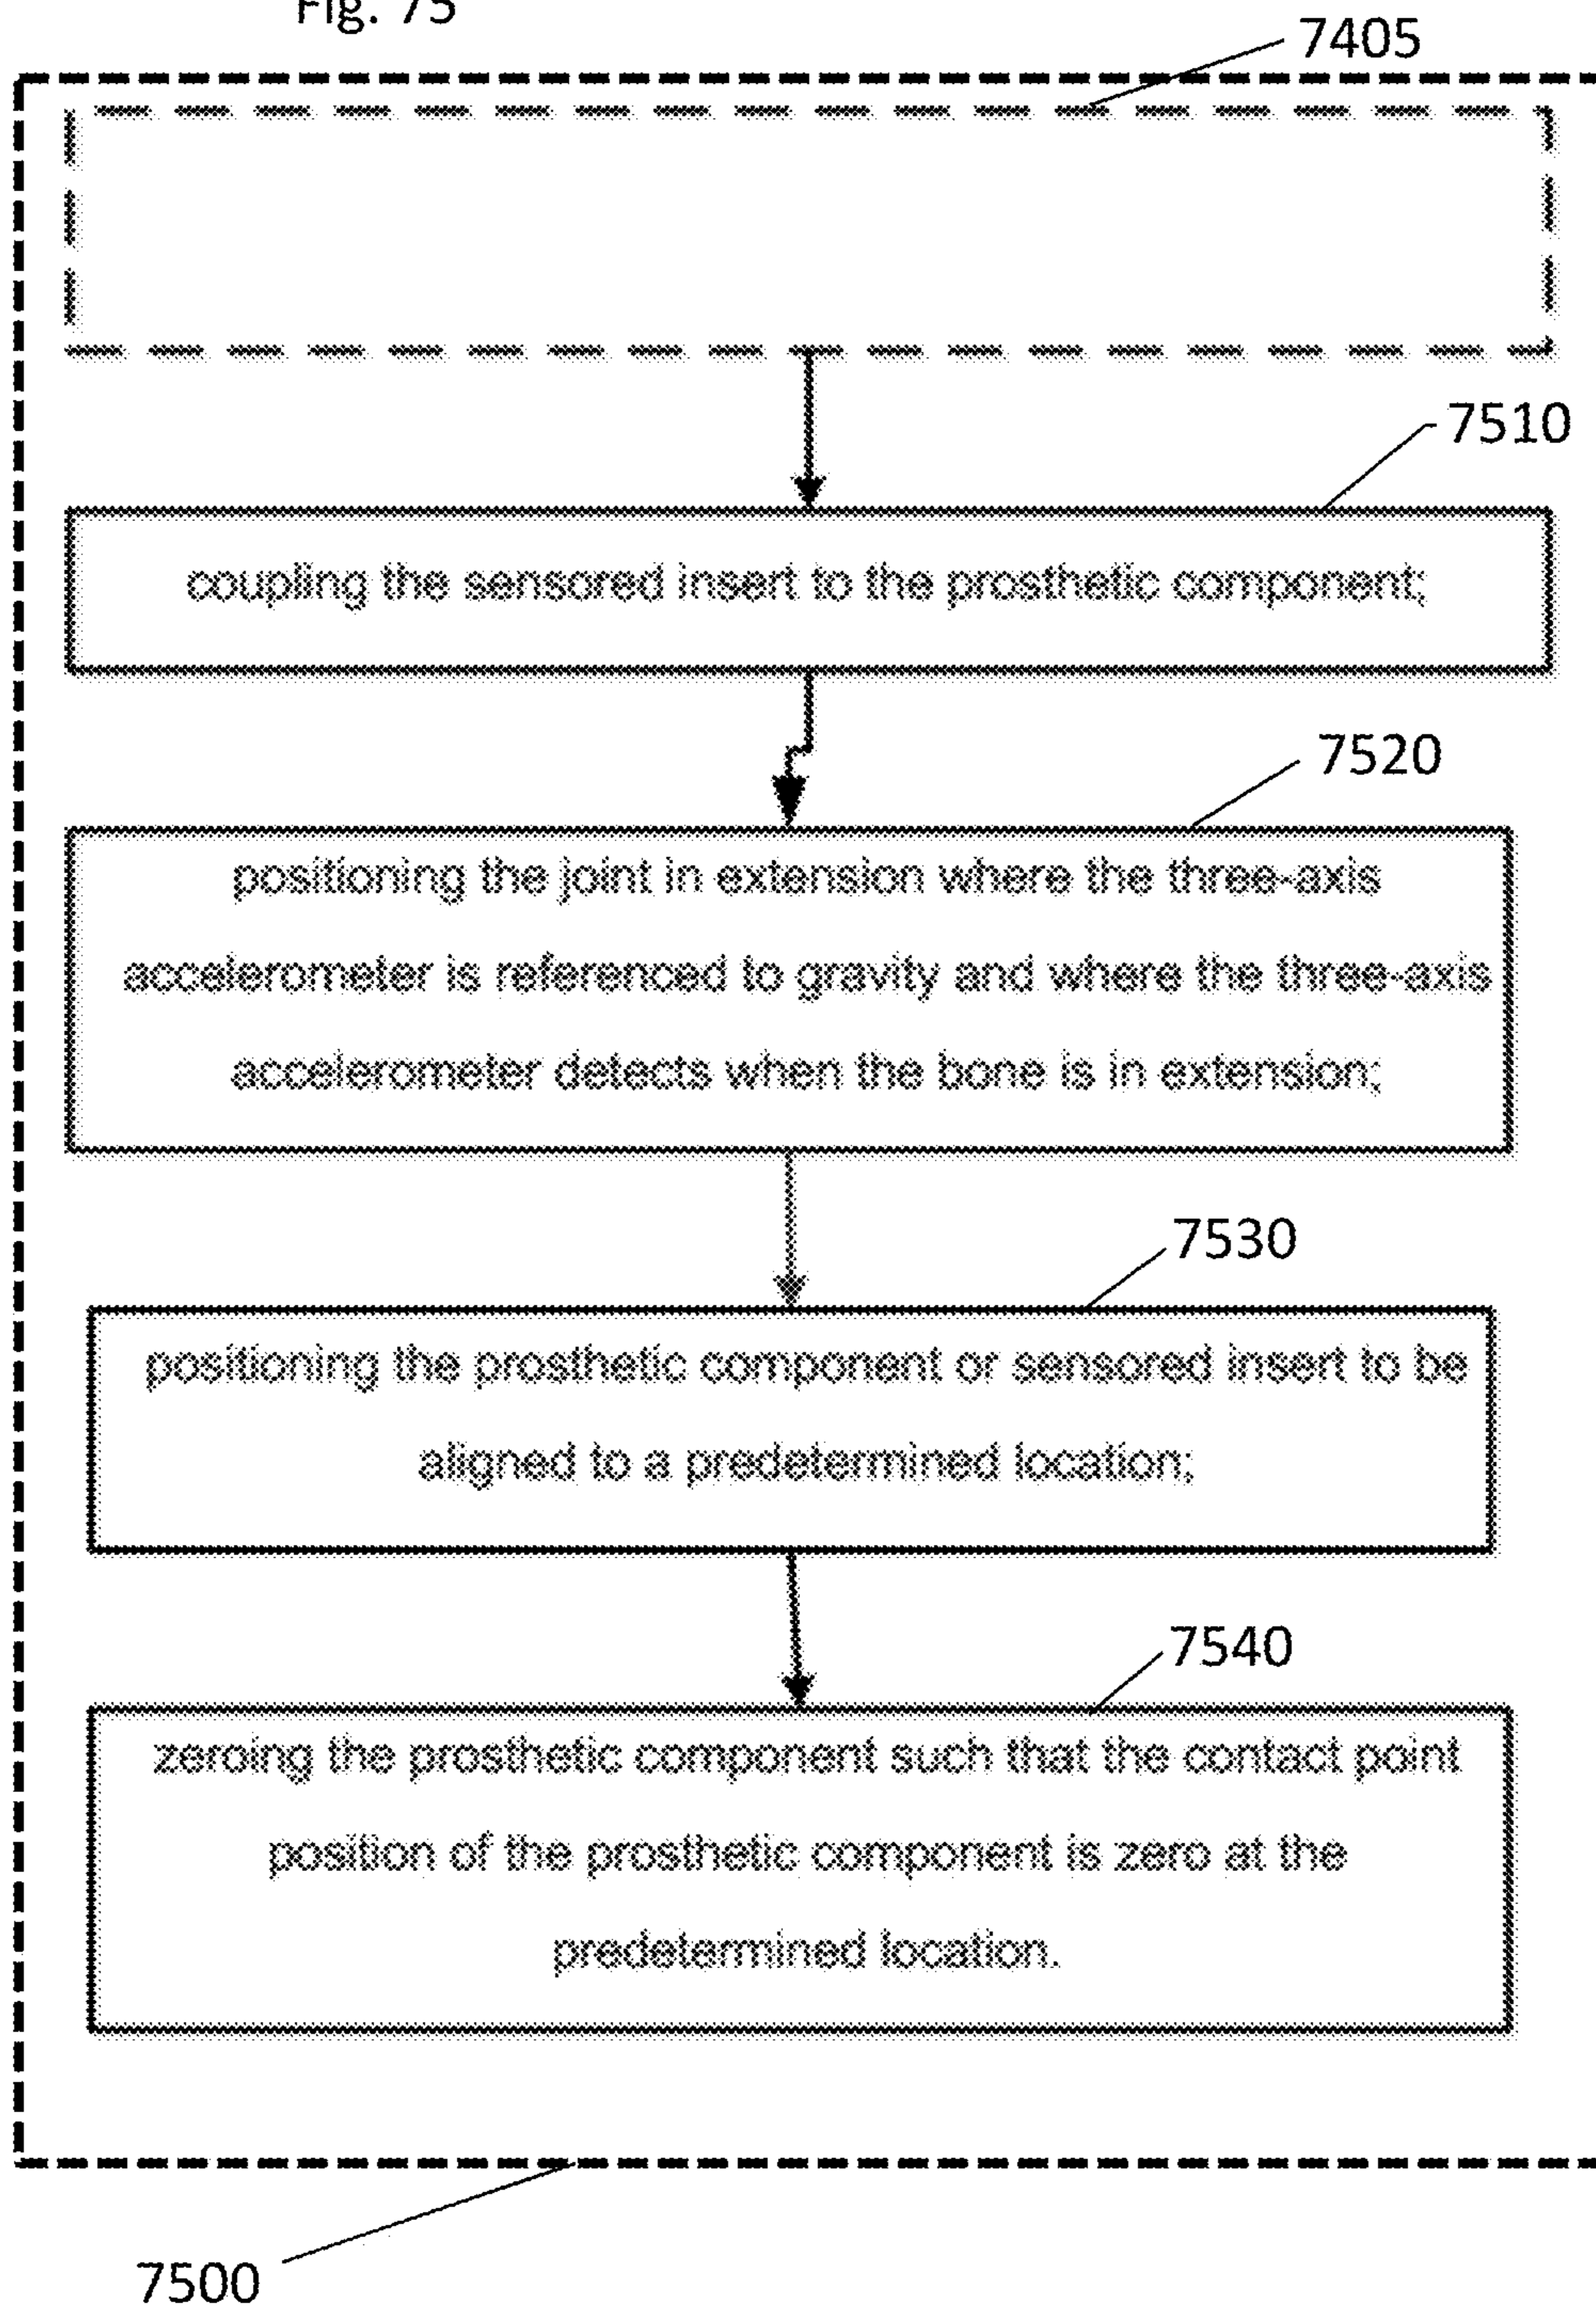 Fig. 75
7405
7510
coupling the sensored insert to the prosthetic component;
7520
positioning the joint in extension where the three-axis
accelerometer is referenced to gravity and where the three-axis
accelerometer detects when the bone is in extension;
7530
positioning the prosthetic component or sensored insert to be
aligned to a predetermined location;
7540
zeroing the prosthetic component such that the contact point
position of the prosthetic component is zero at the
predetermined location.
7500